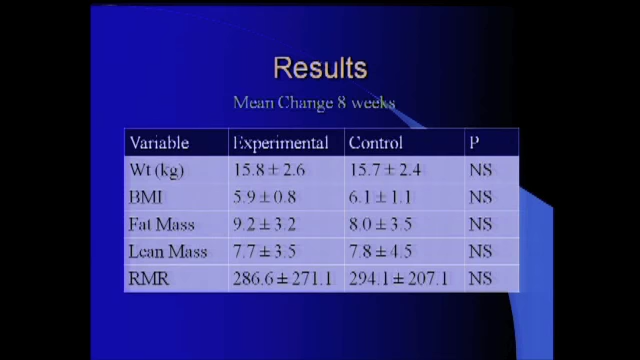 Results
Mean Change 8 weeks
Variable Experimental Control P
Wt (kg) 15.8 ± 2.6 15.7 ± 2.4 NS
BMI 5.9 ± 0.8 6.1 ± 1.1 NS
Fat Mass 9.2 ± 3.2 8.0 ± 3.5 NS
Lean Mass 7.7 ± 3.5 7.8 ± 4.5 NS
RMR 286.6 ± 271.1 294.1 ± 207.1 NS